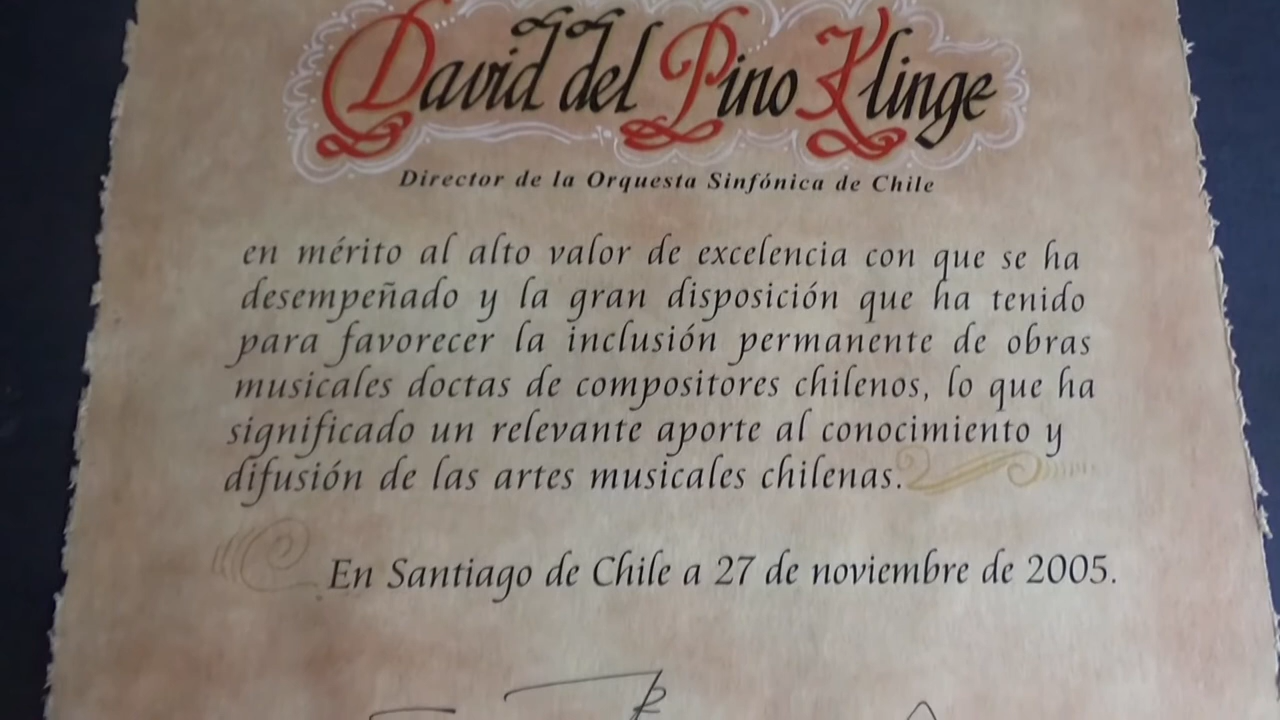 David del Pino Klinge
Director de la Orquesta Sinfónica de Chile
en mérito al alto valor de excelencia con que se ha
desempeñado y la gran disposición que ha tenido
para favorecer la inclusión permanente de obras
musicales doctas de compositores chilenos, lo que ha
significado un relevante aporte al conocimiento y
difusión de las artes musicales chilenas.
En Santiago de Chile a 27 de noviembre de 2005.